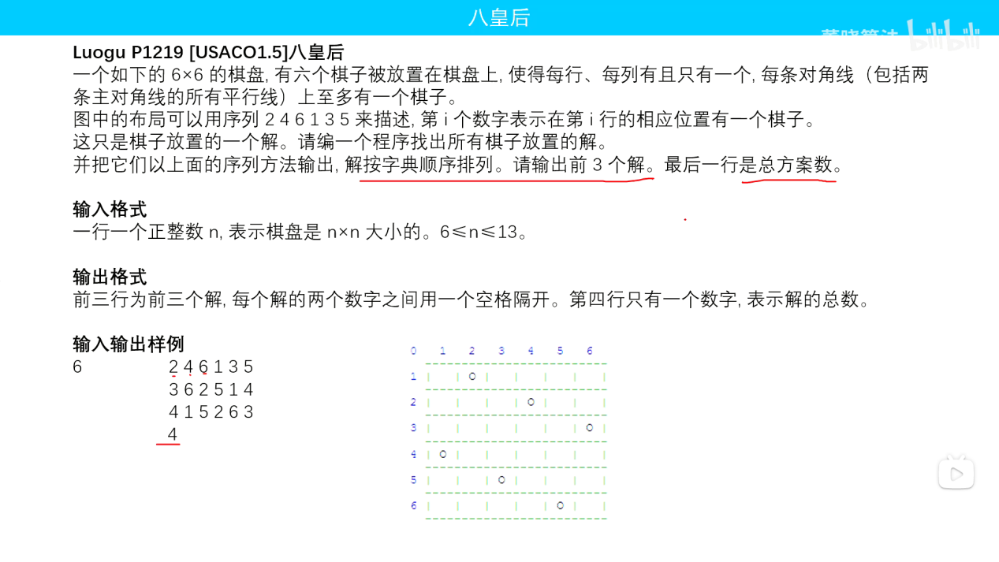 八皇后
董晓算法 bilibili
Luogu P1219 [USACO1.5]八皇后
一个如下的 6×6 的棋盘, 有六个棋子被放置在棋盘上, 使得每行、每列有且只有一个, 每条对角线（包括两
条主对角线的所有平行线）上至多有一个棋子。
图中的布局可以用序列 2 4 6 1 3 5 来描述, 第 i 个数字表示在第 i 行的相应位置有一个棋子。
这只是棋子放置的一个解。请编一个程序找出所有棋子放置的解。
并把它们以上面的序列方法输出, 解按字典顺序排列。请输出前 3 个解。最后一行是总方案数。
输入格式
一行一个正整数 n, 表示棋盘是 n×n 大小的。6≤n≤13。
输出格式
前三行为前三个解, 每个解的两个数字之间用一个空格隔开。第四行只有一个数字, 表示解的总数。
输入输出样例
6 2 4 6 1 3 5
3 6 2 5 1 4
4 1 5 2 6 3
4
0 1 2 3 4 5 6
1 O
2 O
3 O
4 O
5 O
6 O